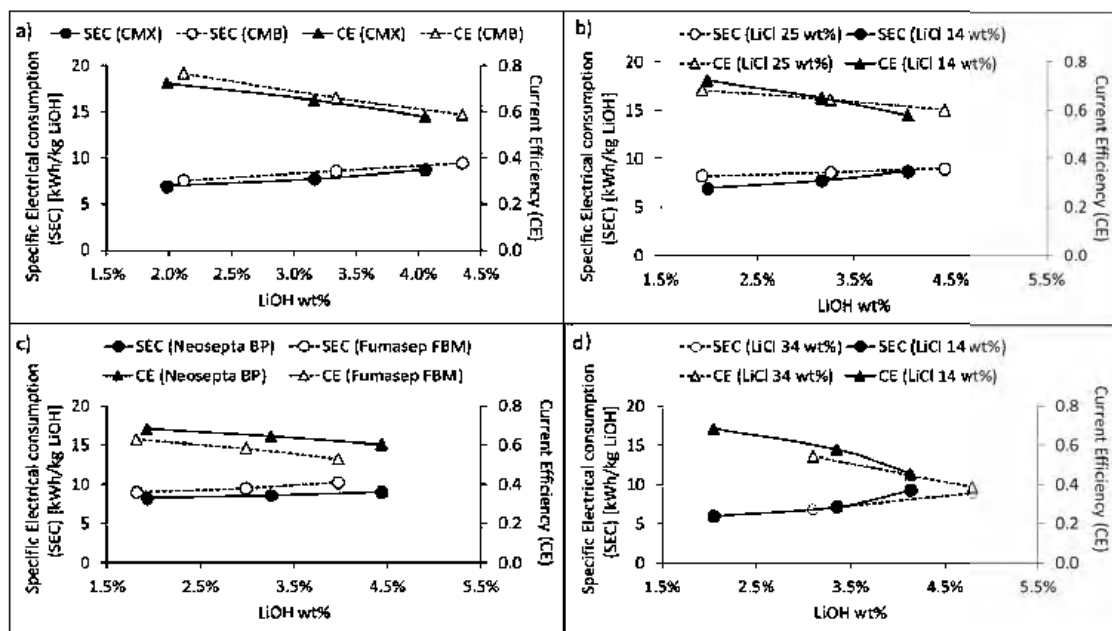 a)
SEC (CMX) SEC (CMB) CE (CMX) CE (CMB)
Specific Electrical consumption
(SEC) [kWh/kg LiOH]
20
15
10
5
0
0.8
0.6
0.4
0.2
0.0
Current Efficiency (CE)
1.5% 2.0% 2.5% 3.0% 3.5% 4.0% 4.5%
LiOH wt%
b)
SEC (LiCl 25 wt%) SEC (LiCl 14 wt%)
CE (LiCl 25 wt%) CE (LiCl 14 wt%)
Specific Electrical consumption
(SEC) [kWh/kg LiOH]
20
15
10
5
0
0.8
0.6
0.4
0.2
0.0
Current Efficiency (CE)
1.5% 2.5% 3.5% 4.5% 5.5%
LiOH wt%
c)
SEC (Neosepta BP) SEC (Fumasep FBM)
CE (Neosepta BP) CE (Fumasep FBM)
Specific Electrical consumption
(SEC) [kWh/kg LiOH]
20
15
10
5
0
0.8
0.6
0.4
0.2
0.0
Current Efficiency (CE)
1.5% 2.5% 3.5% 4.5% 5.5%
LiOH wt%
d)
SEC (LiCl 34 wt%) SEC (LiCl 14 wt%)
CE (LiCl 34 wt%) CE (LiCl 14 wt%)
Specific Electrical consumption
(SEC) [kWh/kg LiOH]
20
15
10
5
0
0.8
0.6
0.4
0.2
0.0
Current Efficiency (CE)
1.5% 2.5% 3.5% 4.5% 5.5%
LiOH wt%